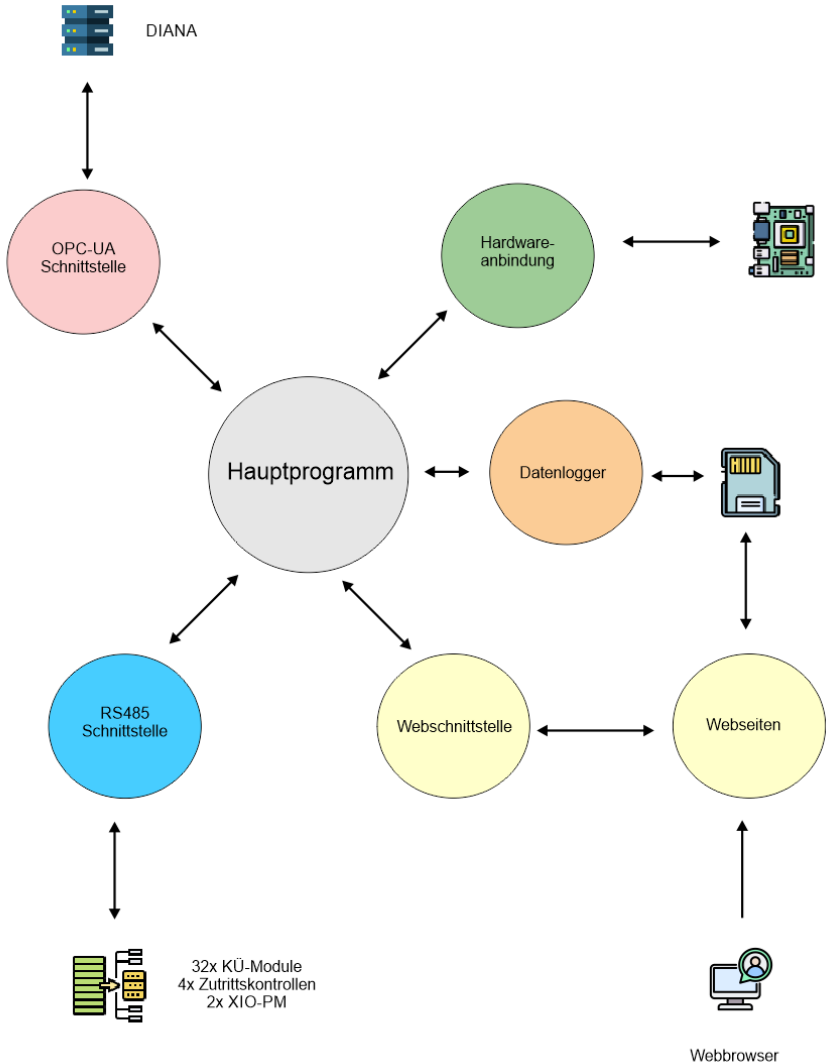 DIANA
OPC-UA
Schnittstelle
Hardware-
anbindung
Hauptprogramm
Datenlogger
RS485
Schnittstelle
Webschnittstelle
Webseiten
32x KÜ-Module
4x Zutrittskontrollen
2x XIO-PM
Webbrowser